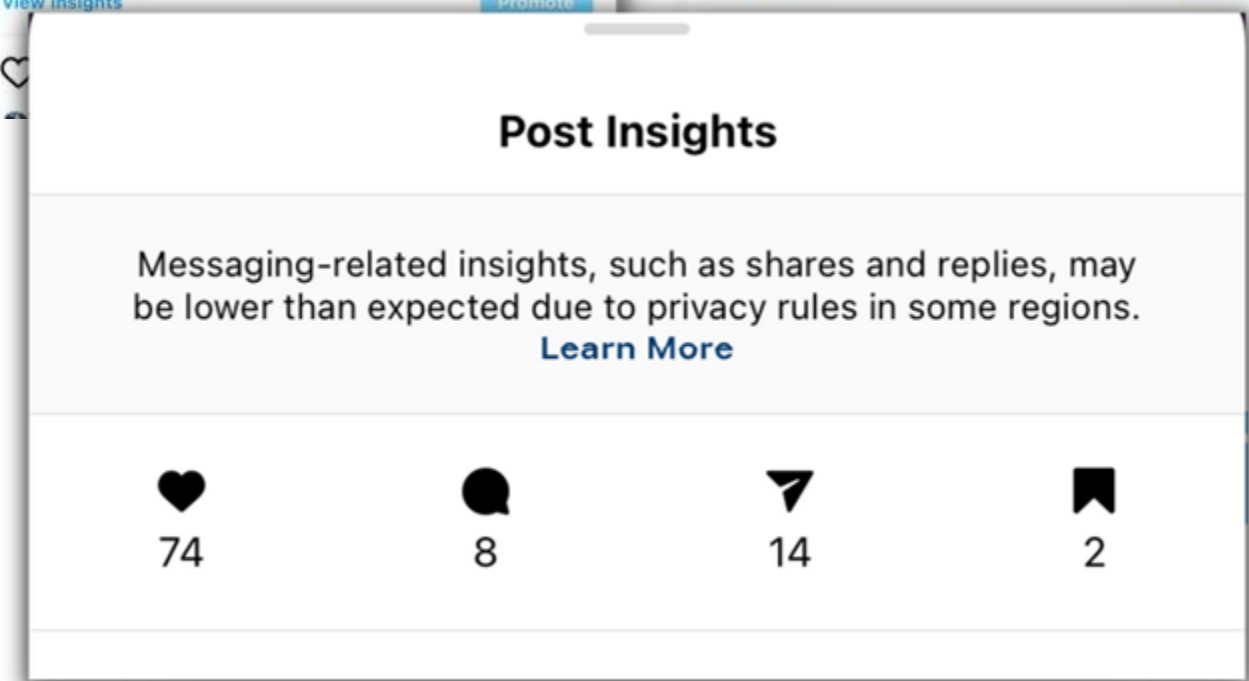 View Insights
Promote
Post Insights
Messaging-related insights, such as shares and replies, may
be lower than expected due to privacy rules in some regions.
Learn More
74 8 14 2